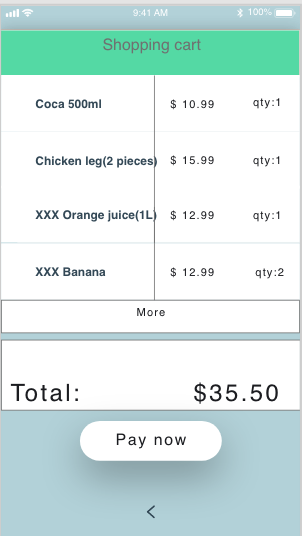 9:41 AM 100%
Shopping cart
Coca 500ml $ 10.99 qty:1
Chicken leg(2 pieces) $ 15.99 qty:1
XXX Orange juice(1L) $ 12.99 qty:1
XXX Banana $ 12.99 qty:2
More
Total: $35.50
Pay now